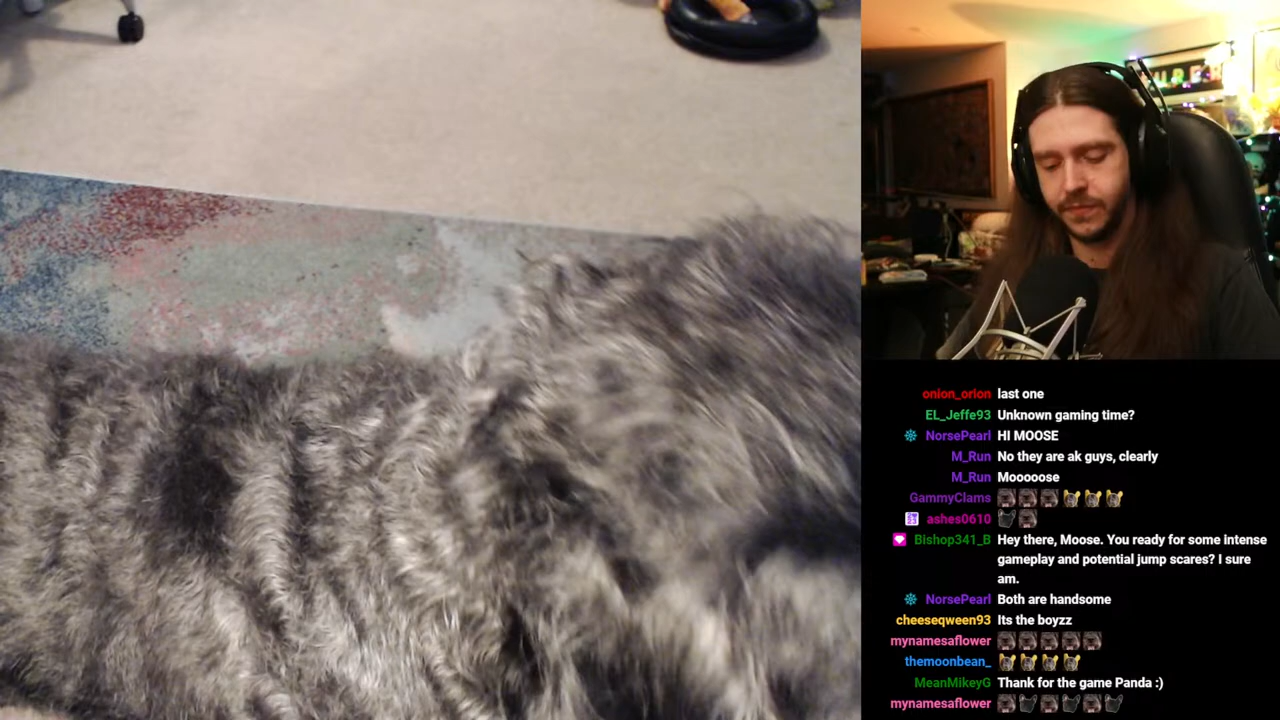 onion_orion last one
EL_Jeffe93 Unknown gaming time?
NorsePearl HI MOOSE
M_Run No they are ak guys, clearly
M_Run Mooooose
GammyClams
ashes0610
Bishop341_B Hey there, Moose. You ready for some intense
gameplay and potential jump scares? I sure
am.
NorsePearl Both are handsome
cheeseqween93 Its the boyzz
mynamesaflower
themoonbean_
MeanMikeyG Thank for the game Panda :)
mynamesaflower